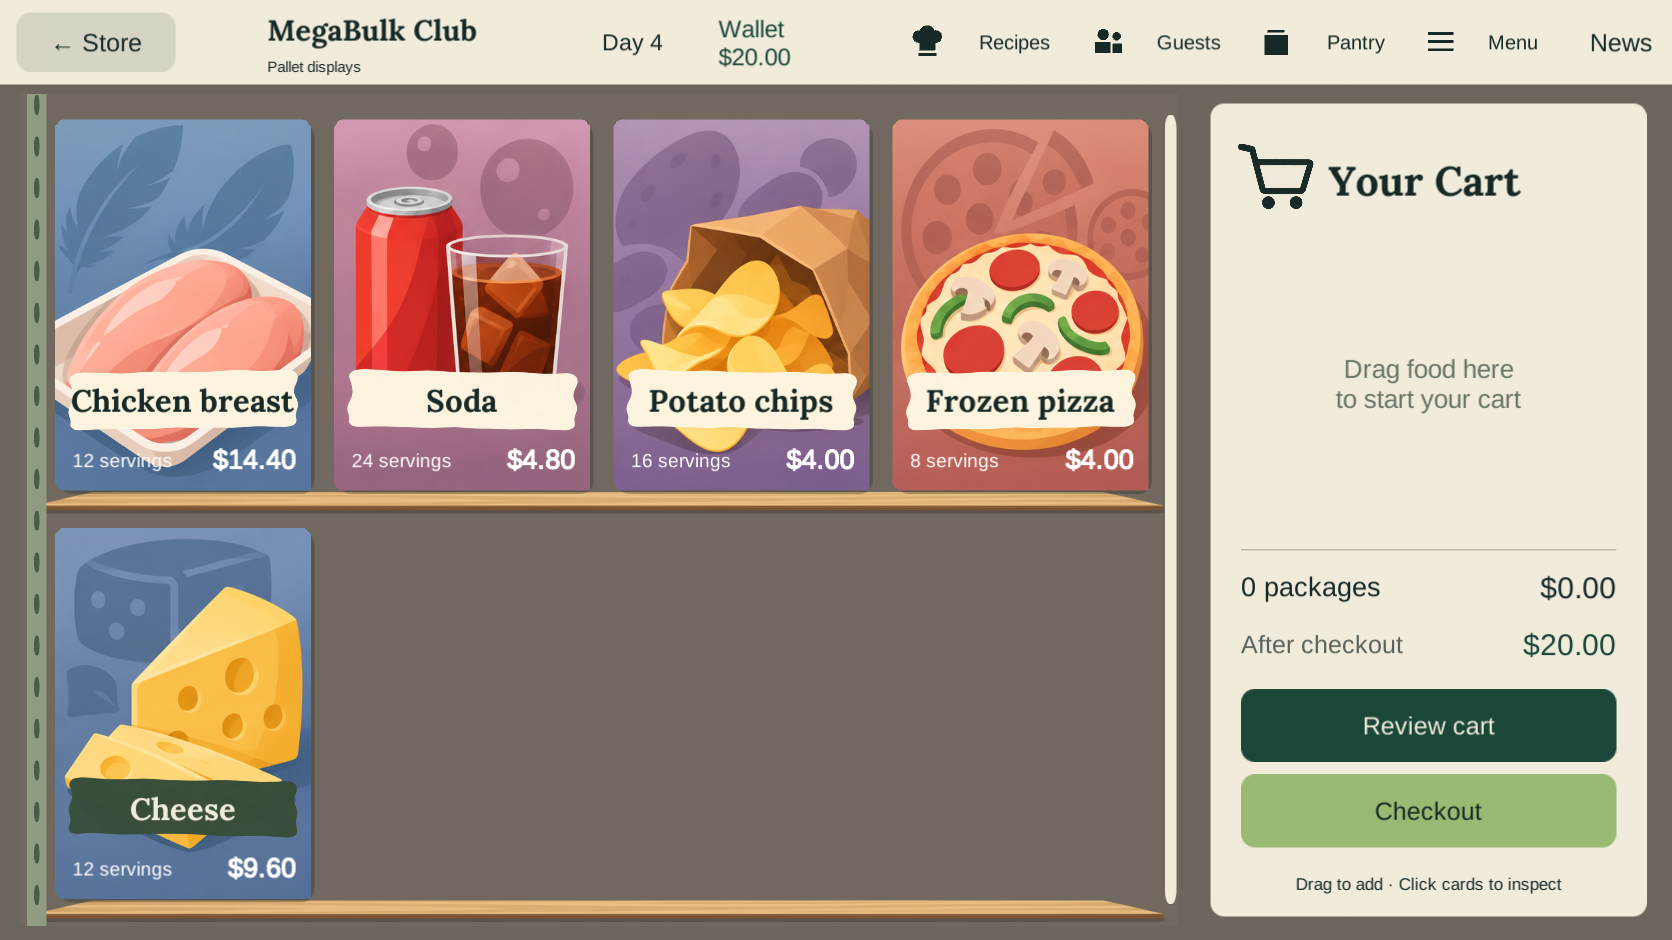 ← Store
MegaBulk Club
Pallet displays
Day 4
Wallet
$20.00
Recipes
Guests
Pantry
Menu
News
Chicken breast
12 servings $14.40
Soda
24 servings $4.80
Potato chips
16 servings $4.00
Frozen pizza
8 servings $4.00
Cheese
12 servings $9.60
Your Cart
Drag food here
to start your cart
0 packages $0.00
After checkout $20.00
Review cart
Checkout
Drag to add · Click cards to inspect